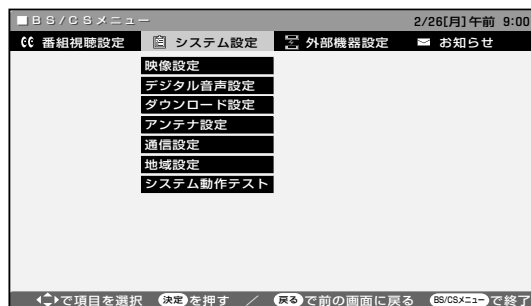 ■BS/CSメニュー 2/26[月]午前 9:00
番組視聴設定 システム設定 外部機器設定 お知らせ
映像設定
デジタル音声設定
ダウンロード設定
アンテナ設定
通信設定
地域設定
システム動作テスト
で項目を選択 決定を押す / 戻るで前の画面に戻る BS/CSメニューで終了